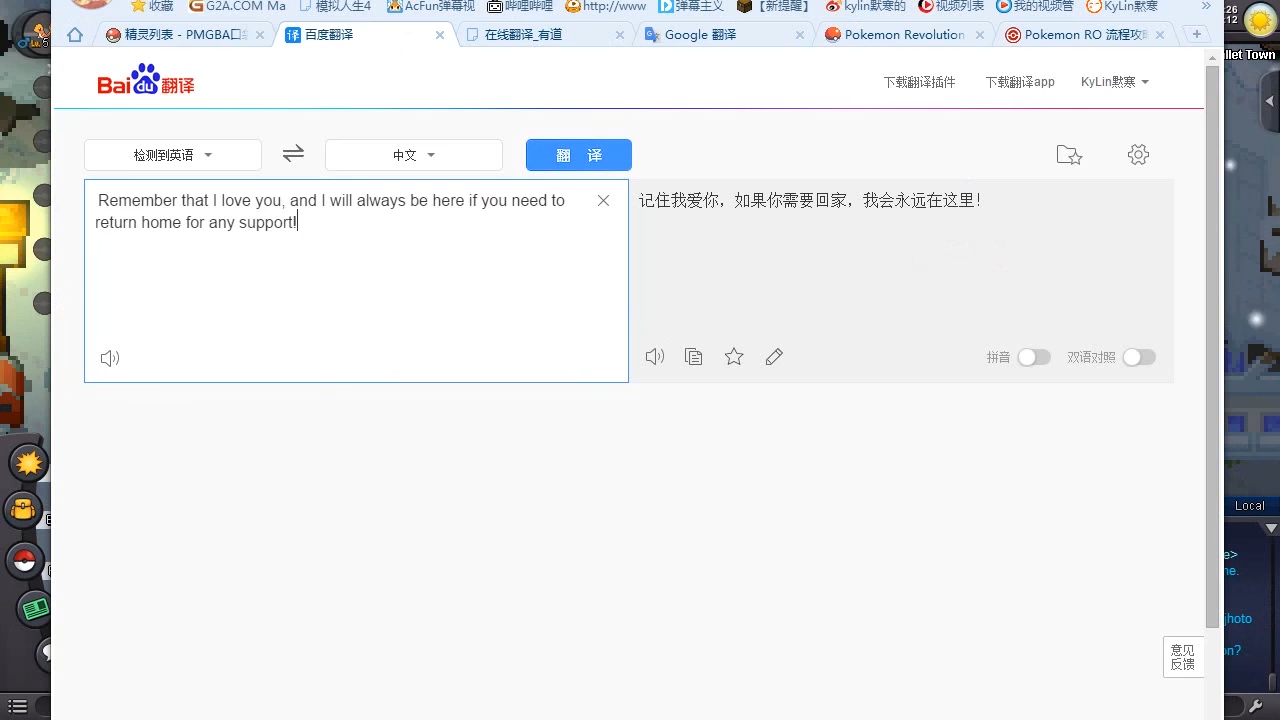 收藏
G2A.COM Ma
模拟人生4
AcFun弹幕视
哔哩哔哩
http://www
弹幕主义
【新提醒】
kylin默寒的
视频列表
我的视频管
KyLin默寒
精灵列表 - PMGBA口袋
百度翻译
在线翻译_有道
Google 翻译
Pokemon Revolutio
Pokemon RO 流程攻略
llet Town
Bai du 翻译
下载翻译插件
下载翻译app
KyLin默寒
检测到英语
中文
翻 译
Remember that I love you, and I will always be here if you need to
return home for any support!
记住我爱你，如果你需要回家，我会永远在这里！
拼音
双语对照
Local
e>
ne.
hoto
on?
意见
反馈